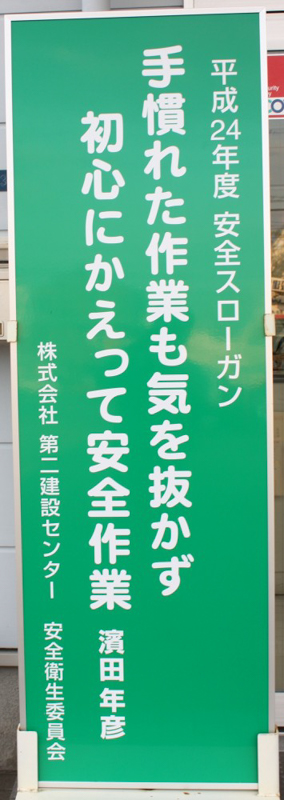 平成24年度 安全スローガン
手慣れた作業も気を抜かず
初心にかえって安全作業
濱田 年彦
株式会社 第二建設センター 安全衛生委員会